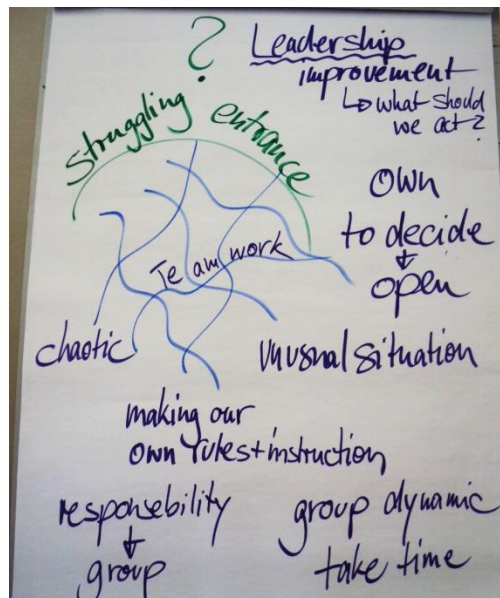 ?
Leadership
improvement
↳ what should
we act?
struggling entrance
own
to decide
↓
open
Teamwork
chaotic
unusual situation
making our
own rules + instruction
responsebility
↓
group
group dynamic
take time